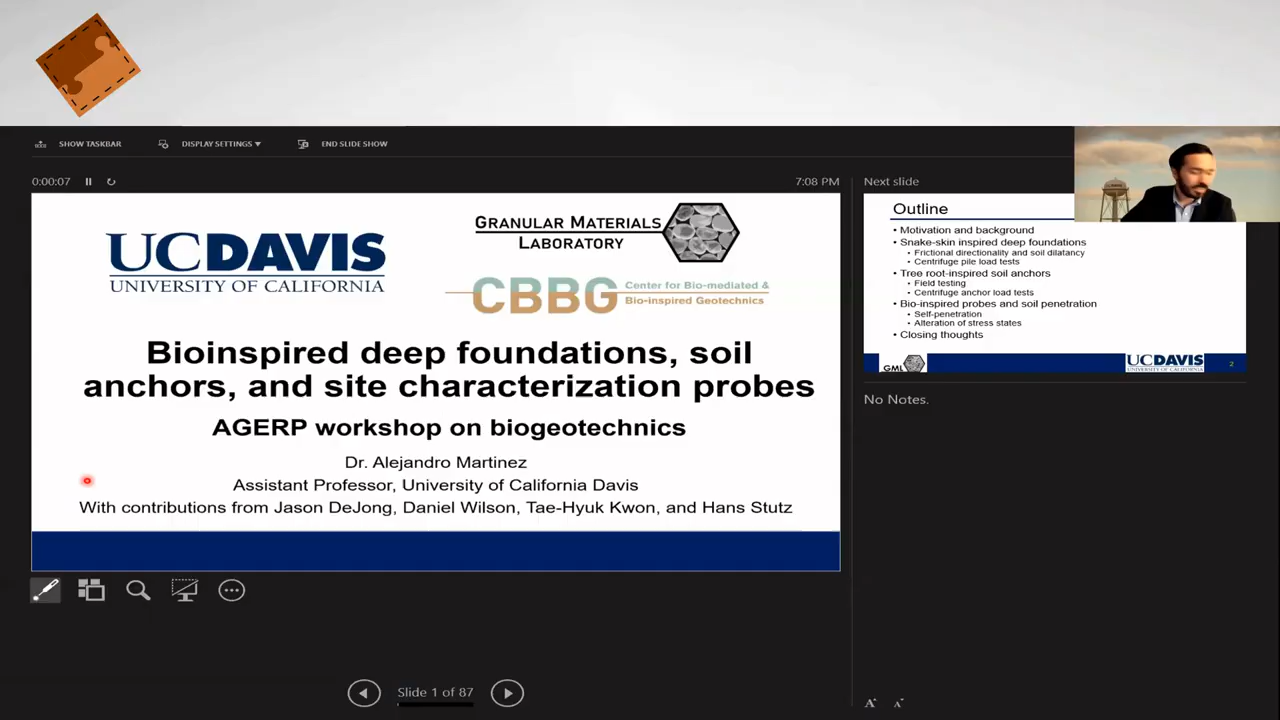 SHOW TASKBAR
DISPLAY SETTINGS
END SLIDE SHOW
0:00:07
7:08 PM
UCDAVIS
UNIVERSITY OF CALIFORNIA
GRANULAR MATERIALS
LABORATORY
CBBG
Center for Bio-mediated &
Bio-inspired Geotechnics
Bioinspired deep foundations, soil
anchors, and site characterization probes
AGERP workshop on biogeotechnics
Dr. Alejandro Martinez
Assistant Professor, University of California Davis
With contributions from Jason DeJong, Daniel Wilson, Tae-Hyuk Kwon, and Hans Stutz
Slide 1 of 87
Next slide
Outline
• Motivation and background
• Snake-skin inspired deep foundations
• Frictional directionality and soil dilatancy
• Centrifuge pile load tests
• Tree root-inspired soil anchors
• Field testing
• Centrifuge anchor load tests
• Bio-inspired probes and soil penetration
• Self-penetration
• Alteration of stress states
• Closing thoughts
GML
UCDAVIS
UNIVERSITY OF CALIFORNIA
2
No Notes.
A
A